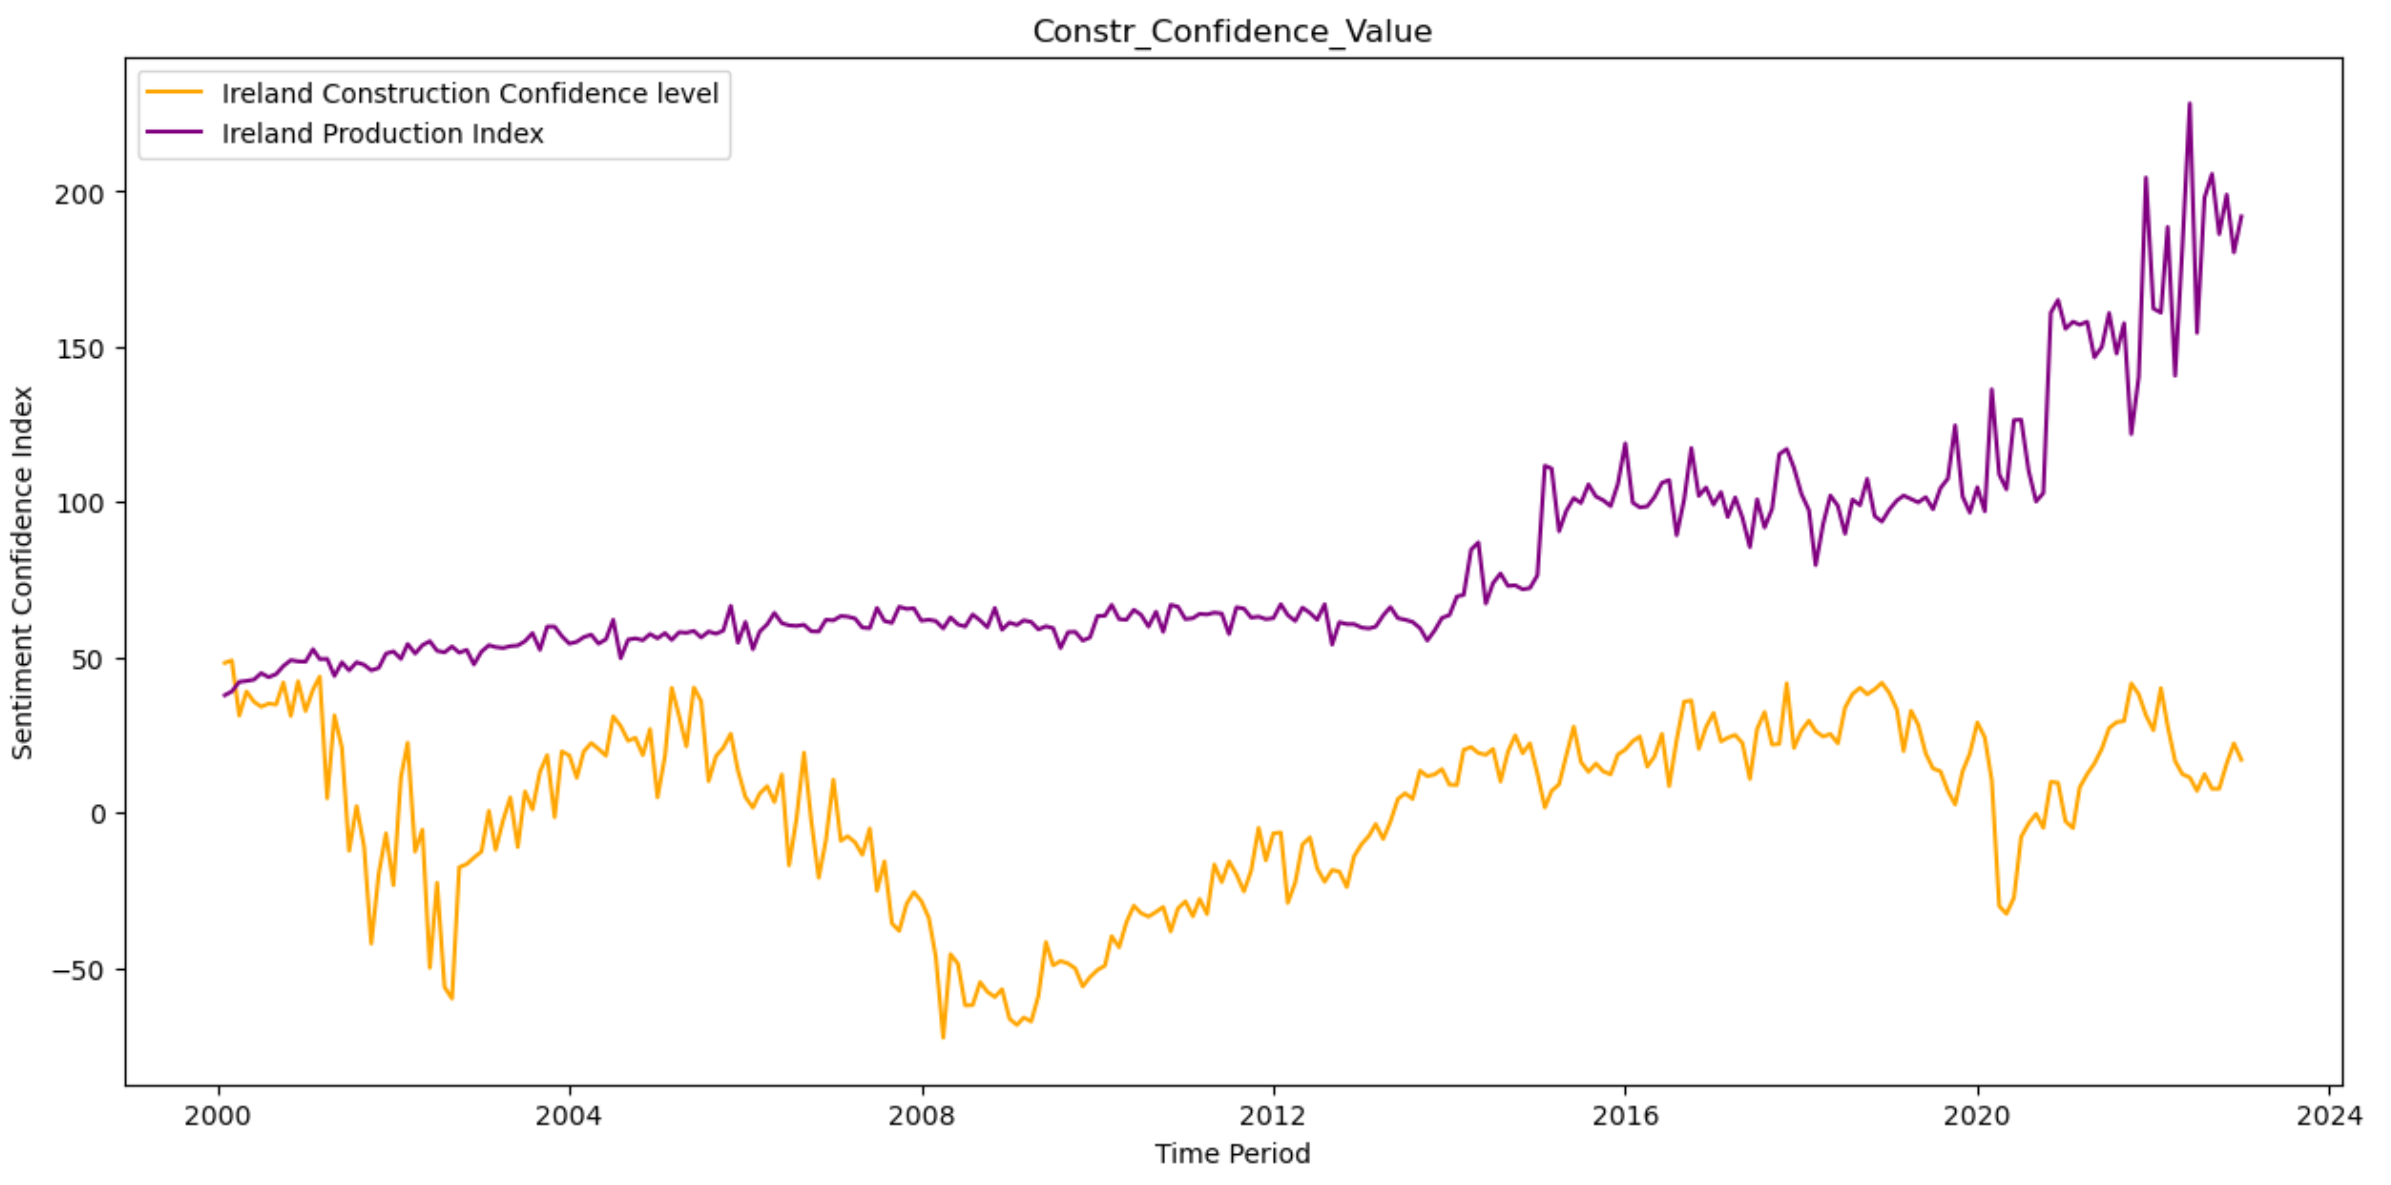 Constr_Confidence_Value
Ireland Construction Confidence level
Ireland Production Index
Sentiment Confidence Index
200
150
100
50
0
−50
2000 2004 2008 2012 2016 2020 2024
Time Period